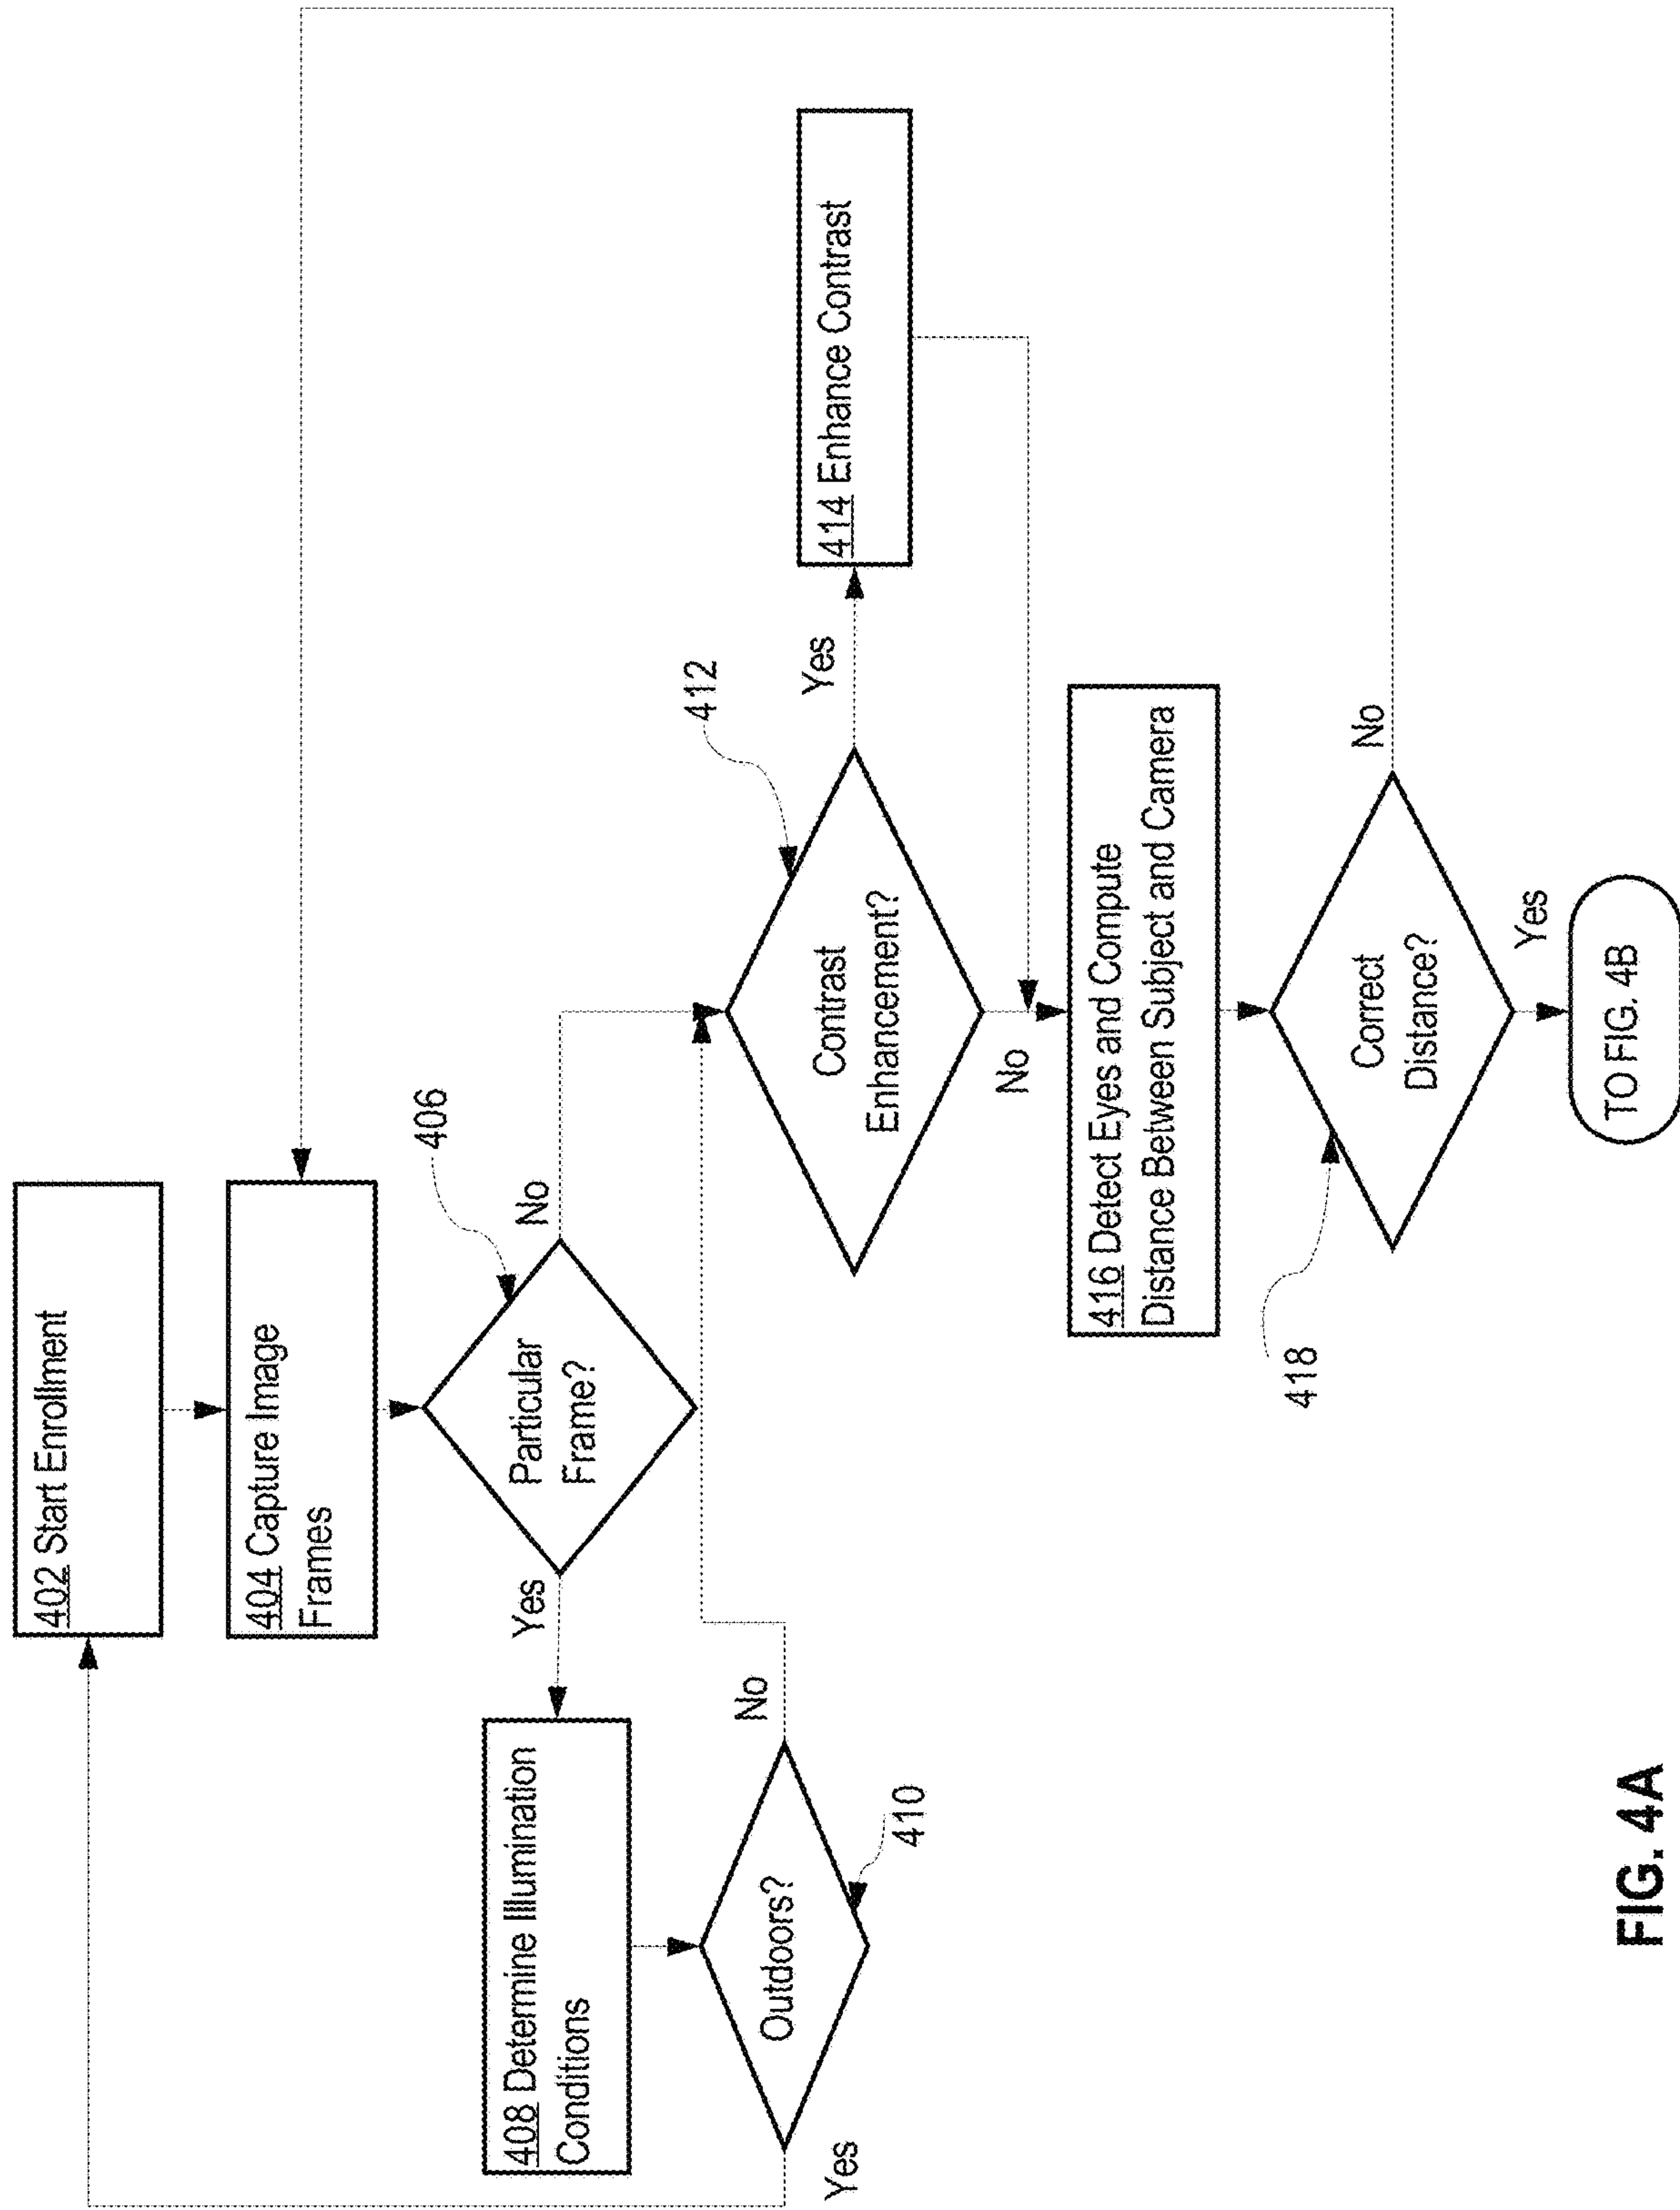 402 Start Enrollment
404 Capture Image
Frames
406
Particular
Frame?
No
Yes
408 Determine Illumination
Conditions
Outdoors?
410
No
Yes
412
Contrast
Enhancement?
Yes
414 Enhance Contrast
No
416 Detect Eyes and Compute
Distance Between Subject and Camera
418
Correct
Distance?
No
Yes
TO FIG. 4B
FIG. 4A